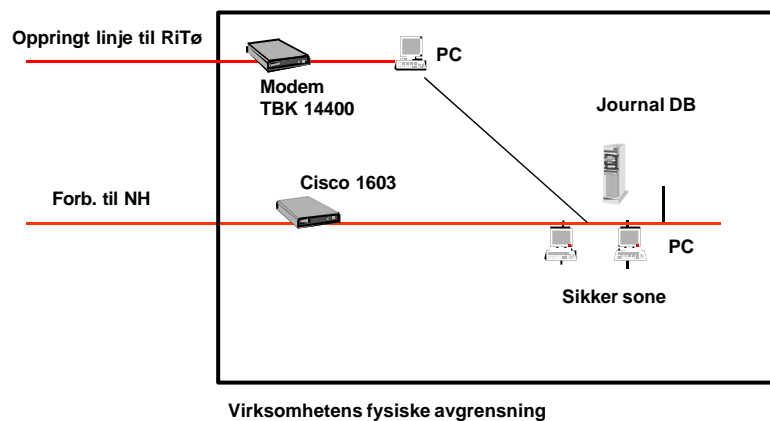 Oppringt linje til RiTø
PC
Modem
TBK 14400
Journal DB
Cisco 1603
Forb. til NH
PC
Sikker sone
Virksomhetens fysiske avgrensning